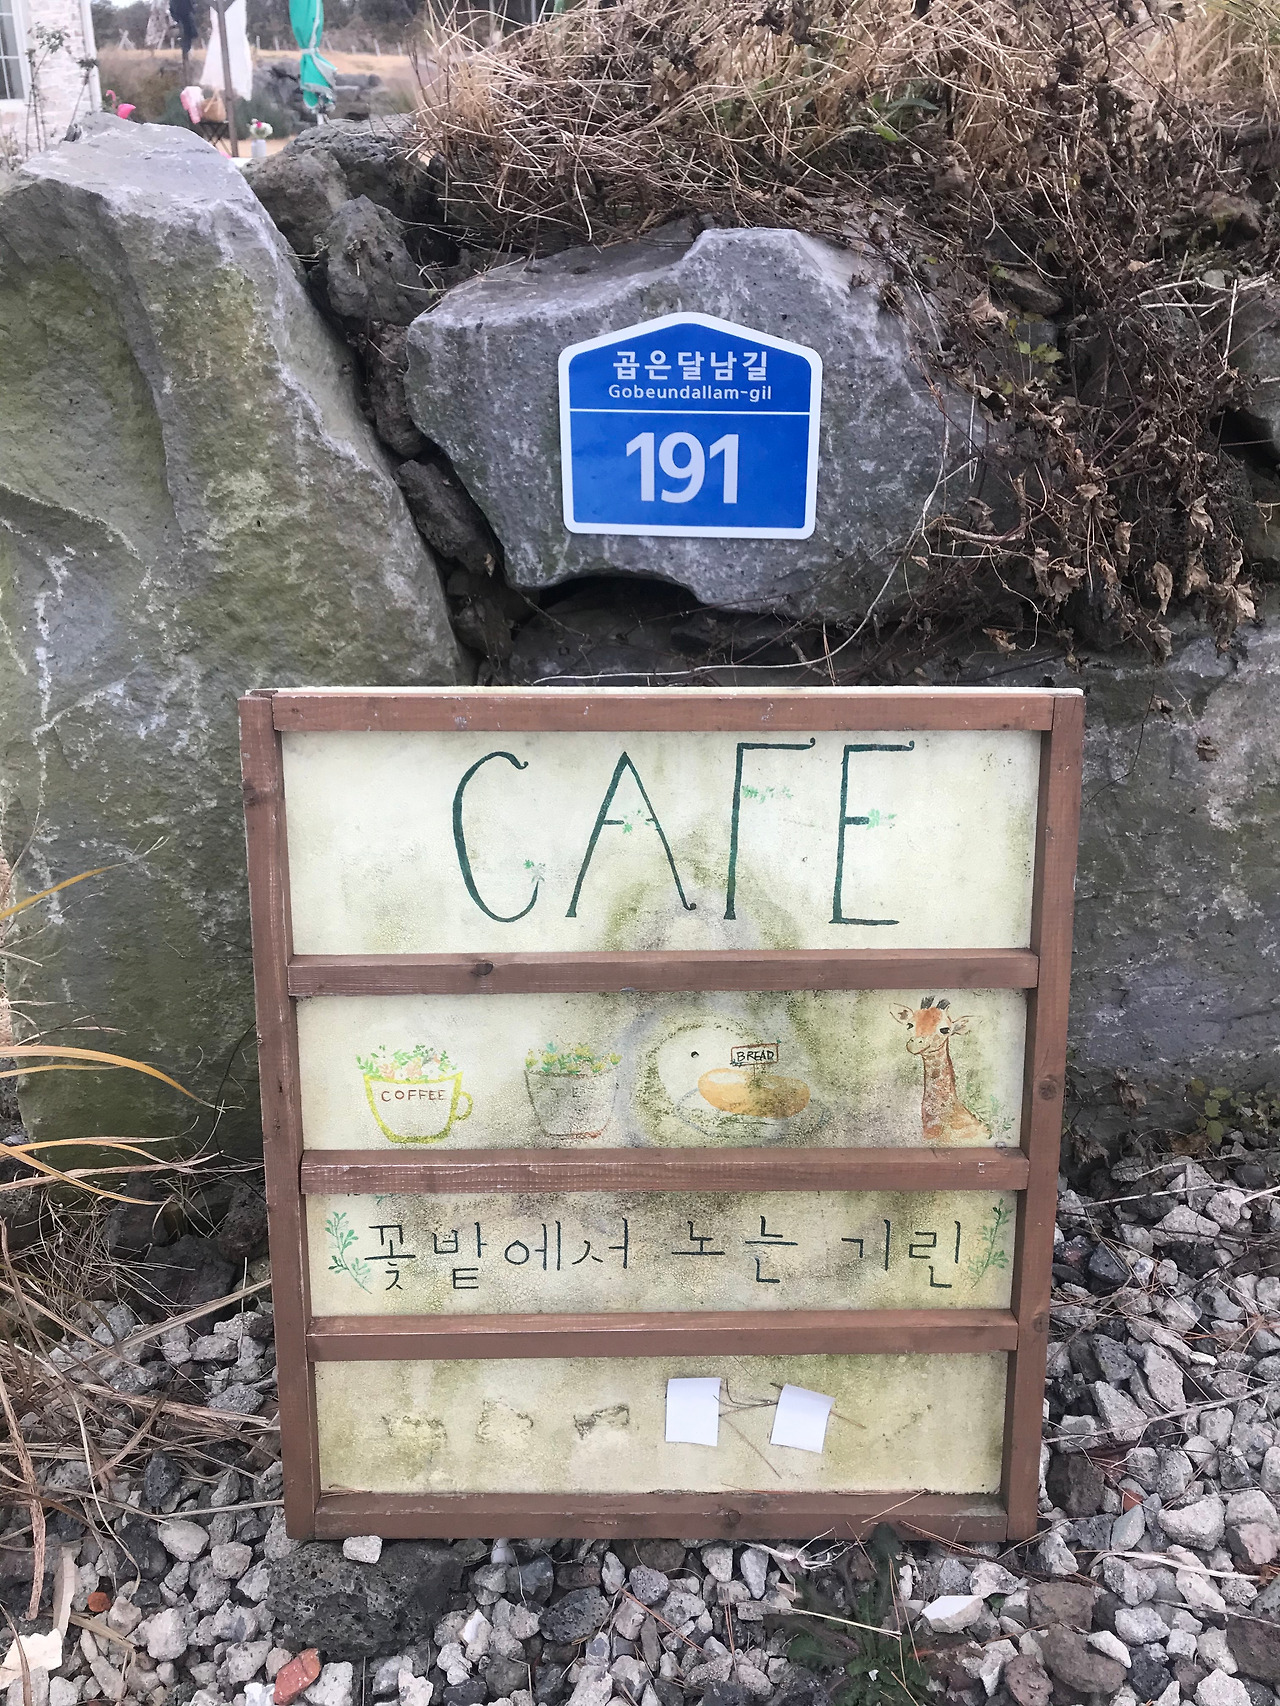 곱은달남길
Gobeundallam-gil
191
CAFE
COFFEE
BREAD
꽃밭에서 노는 기린